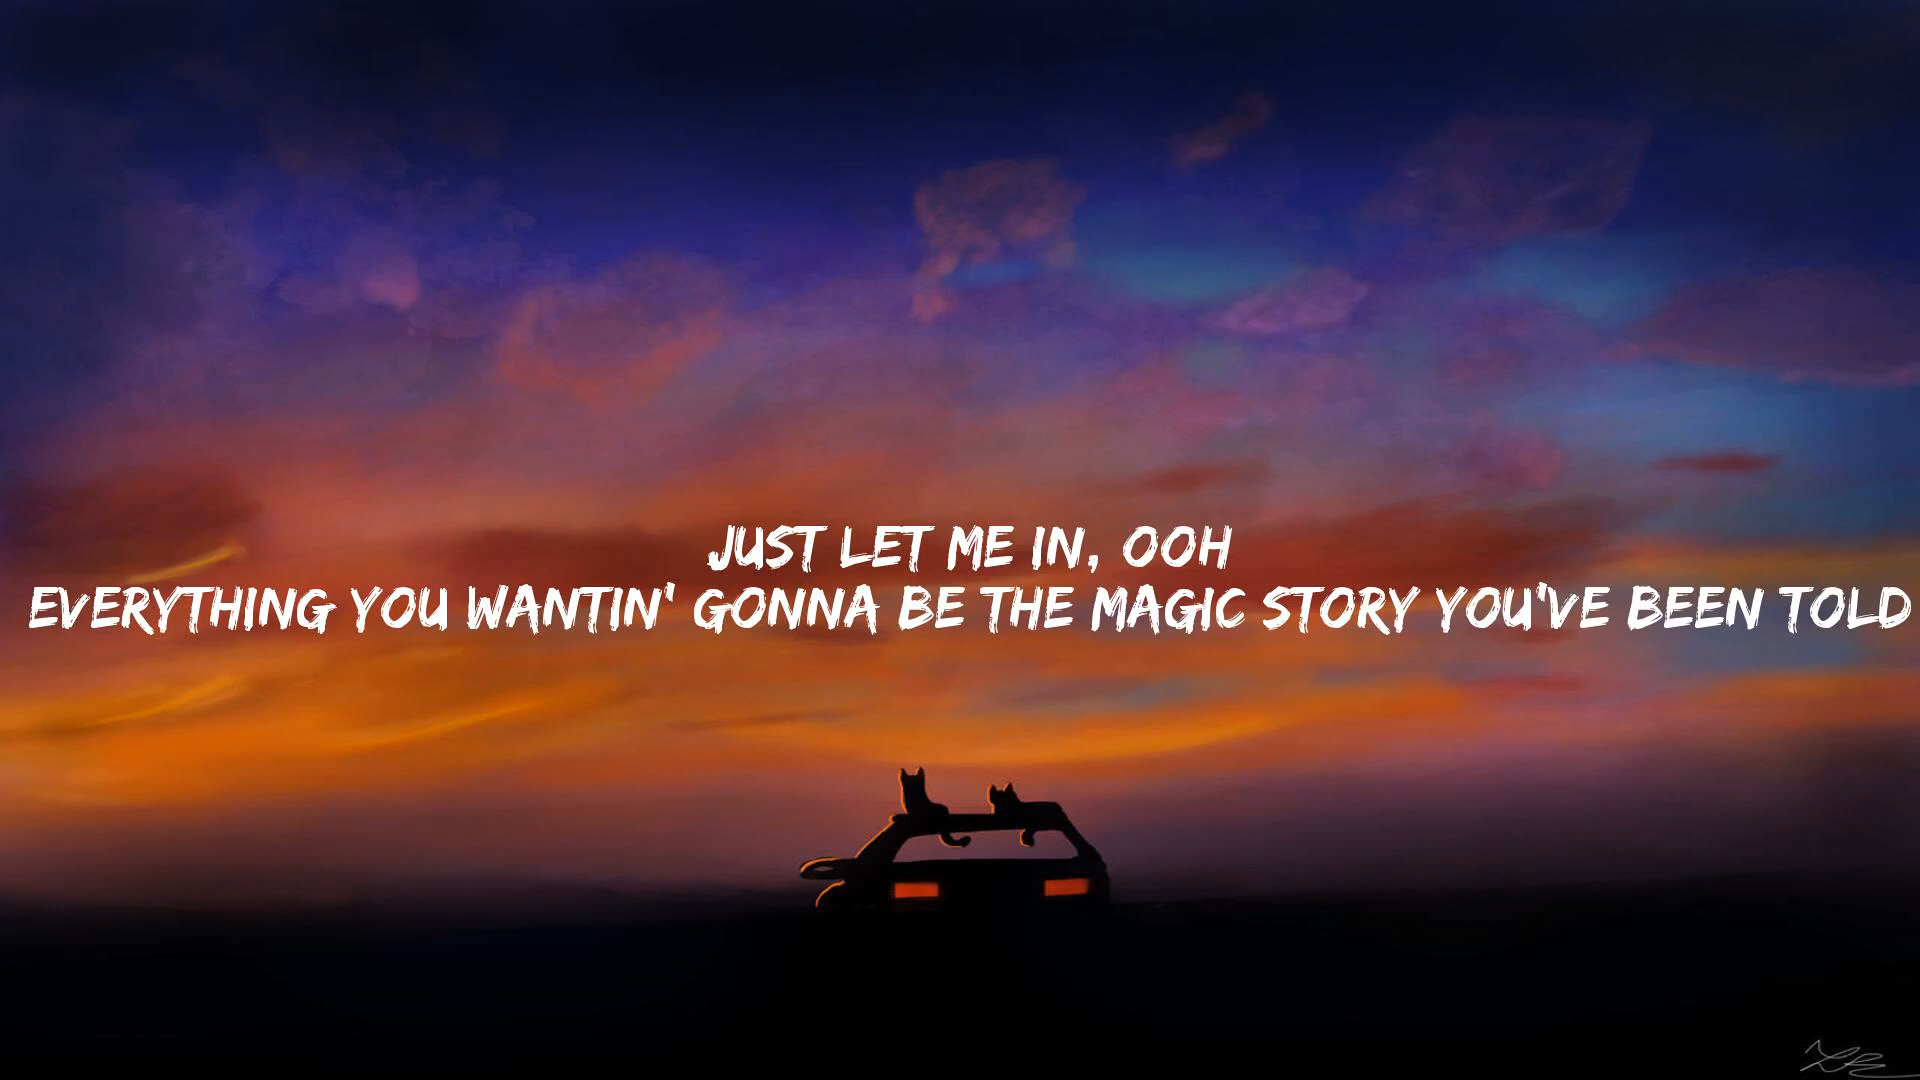 JUST LET ME IN, OOH
EVERYTHING YOU WANTIN' GONNA BE THE MAGIC STORY YOU'VE BEEN TOLD